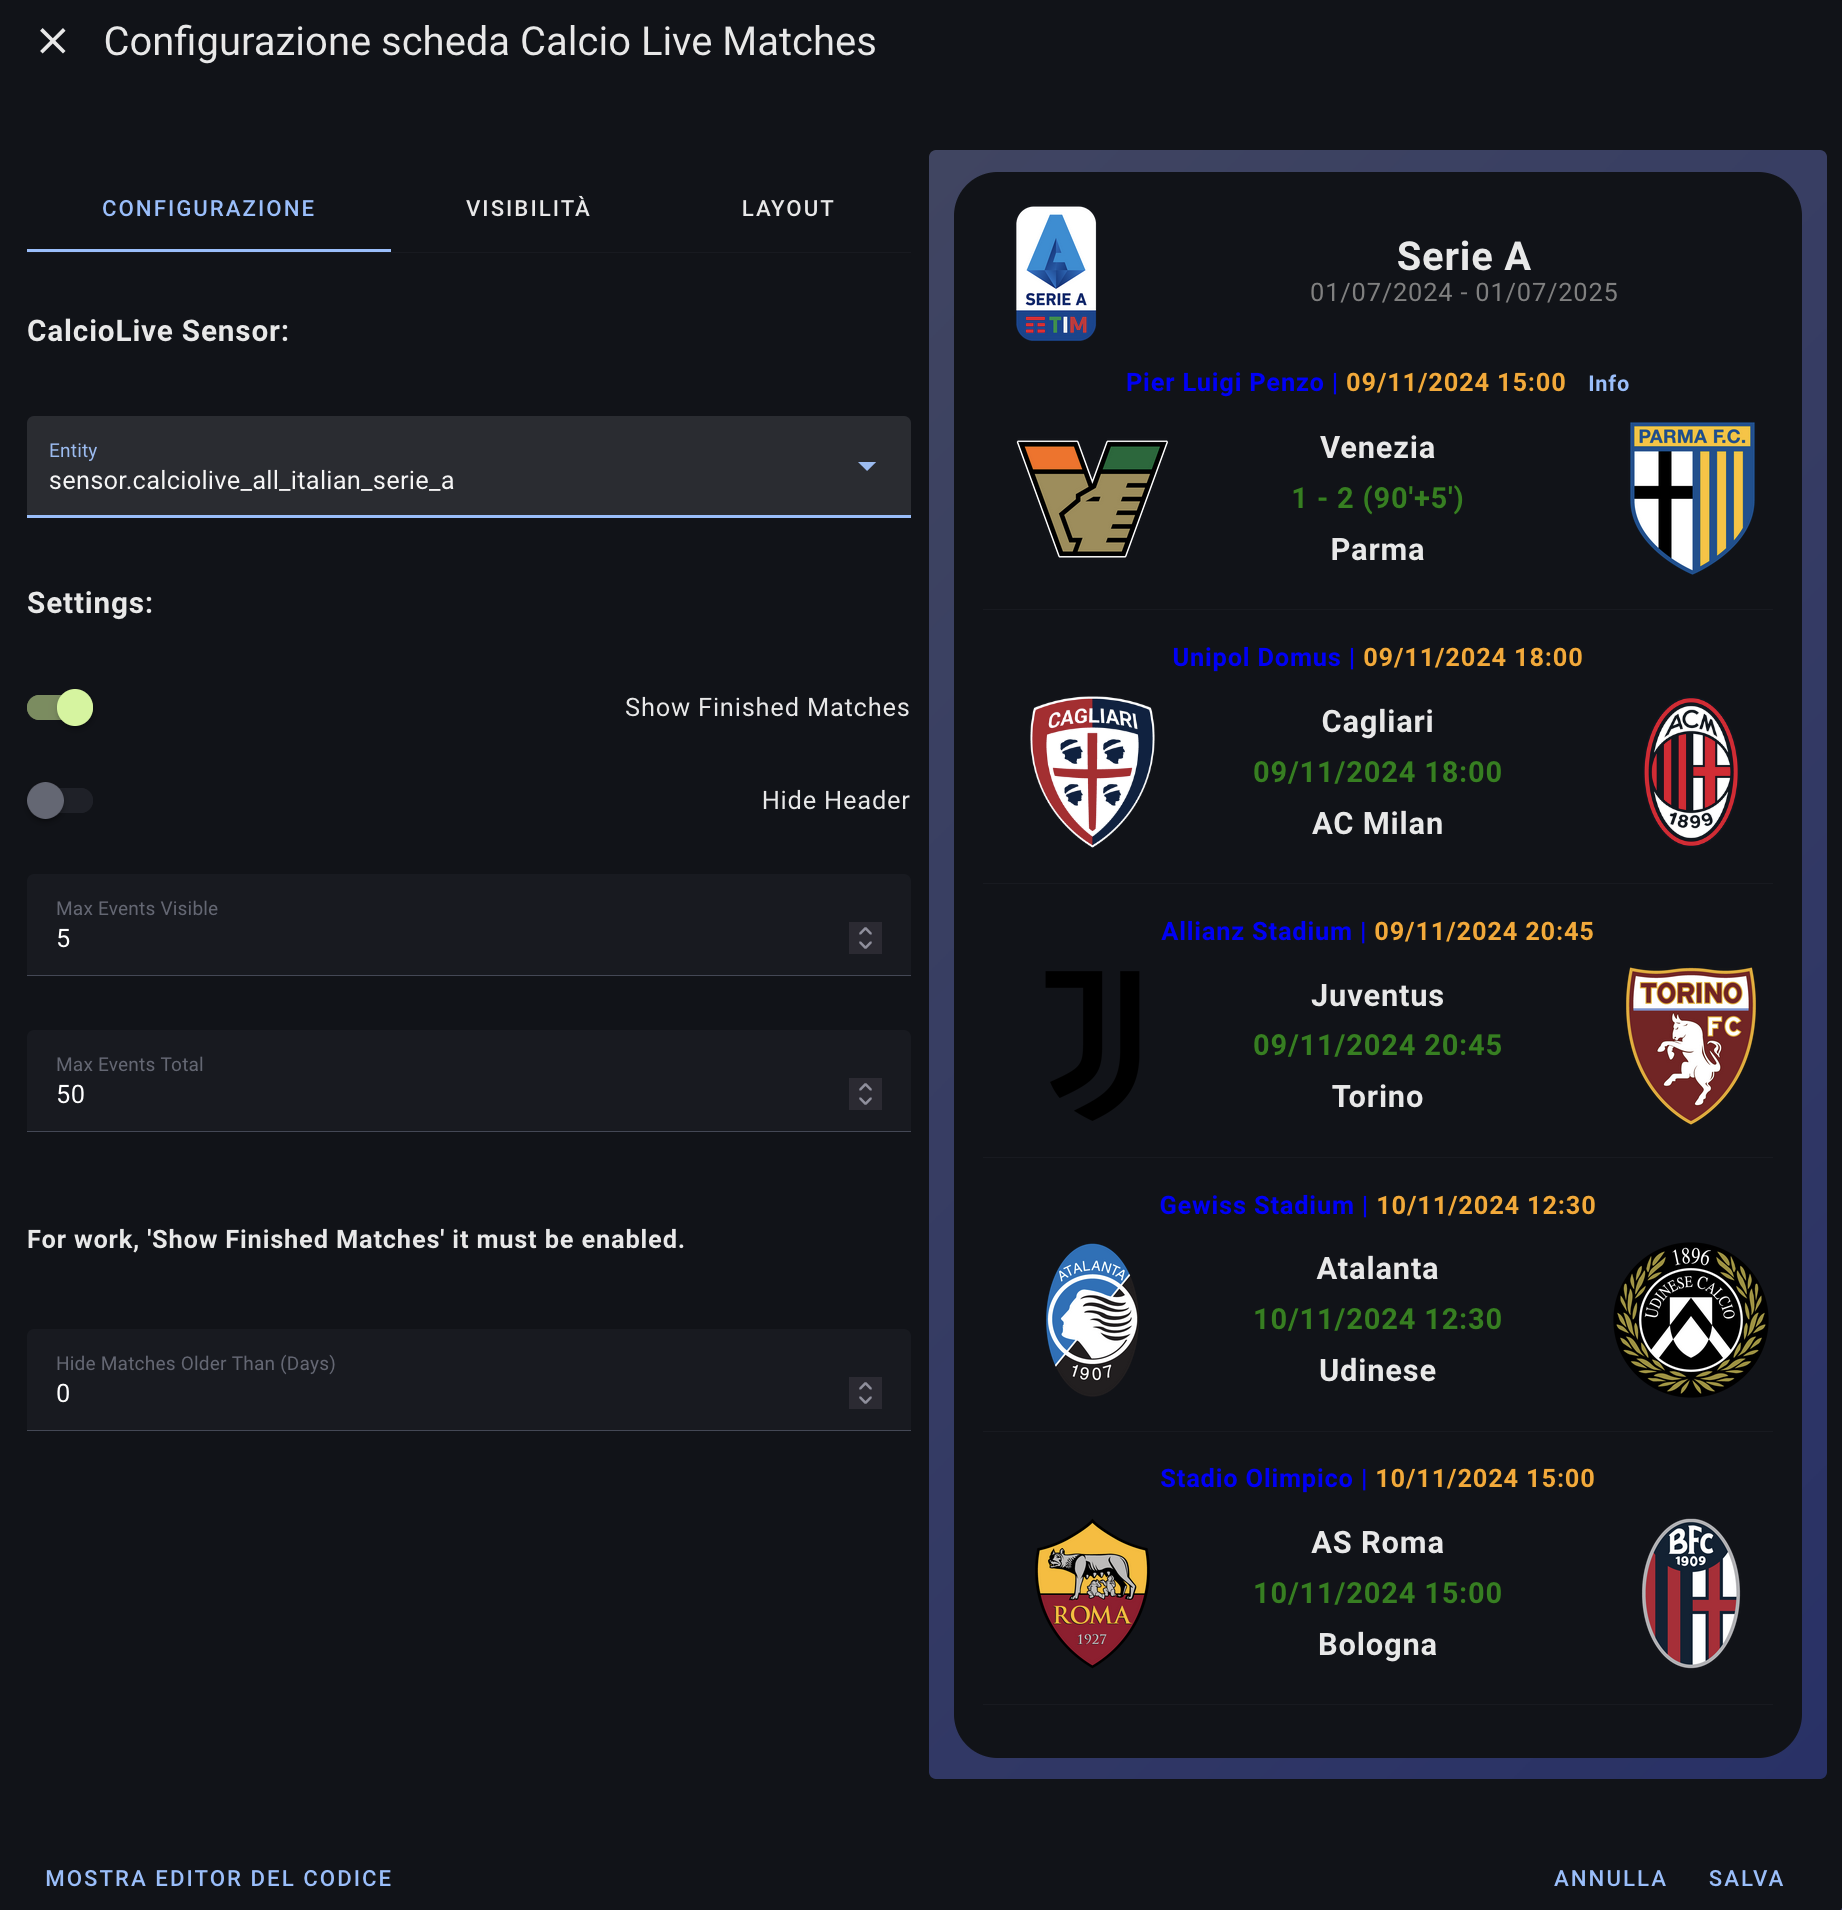 Configurazione scheda Calcio Live Matches
CONFIGURAZIONE
VISIBILITÀ
LAYOUT
CalcioLive Sensor:
Entity
sensor.calciolive_all_italian_serie_a
Settings:
Show Finished Matches
Hide Header
Max Events Visible
5
Max Events Total
50
For work, 'Show Finished Matches' it must be enabled.
Hide Matches Older Than (Days)
0
SERIE A
TIM
Serie A
01/07/2024 - 01/07/2025
Pier Luigi Penzo | 09/11/2024 15:00 Info
Venezia
1 - 2 (90'+5')
Parma
PARMA F.C.
Unipol Domus | 09/11/2024 18:00
CAGLIARI
Cagliari
09/11/2024 18:00
AC Milan
ACM
1899
Allianz Stadium | 09/11/2024 20:45
Juventus
09/11/2024 20:45
Torino
TORINO
FC
Gewiss Stadium | 10/11/2024 12:30
ATALANTA
1907
Atalanta
10/11/2024 12:30
Udinese
1896
UDINESE CALCIO
Stadio Olimpico | 10/11/2024 15:00
ROMA
1927
AS Roma
10/11/2024 15:00
Bologna
BFC
1909
MOSTRA EDITOR DEL CODICE
ANNULLA
SALVA